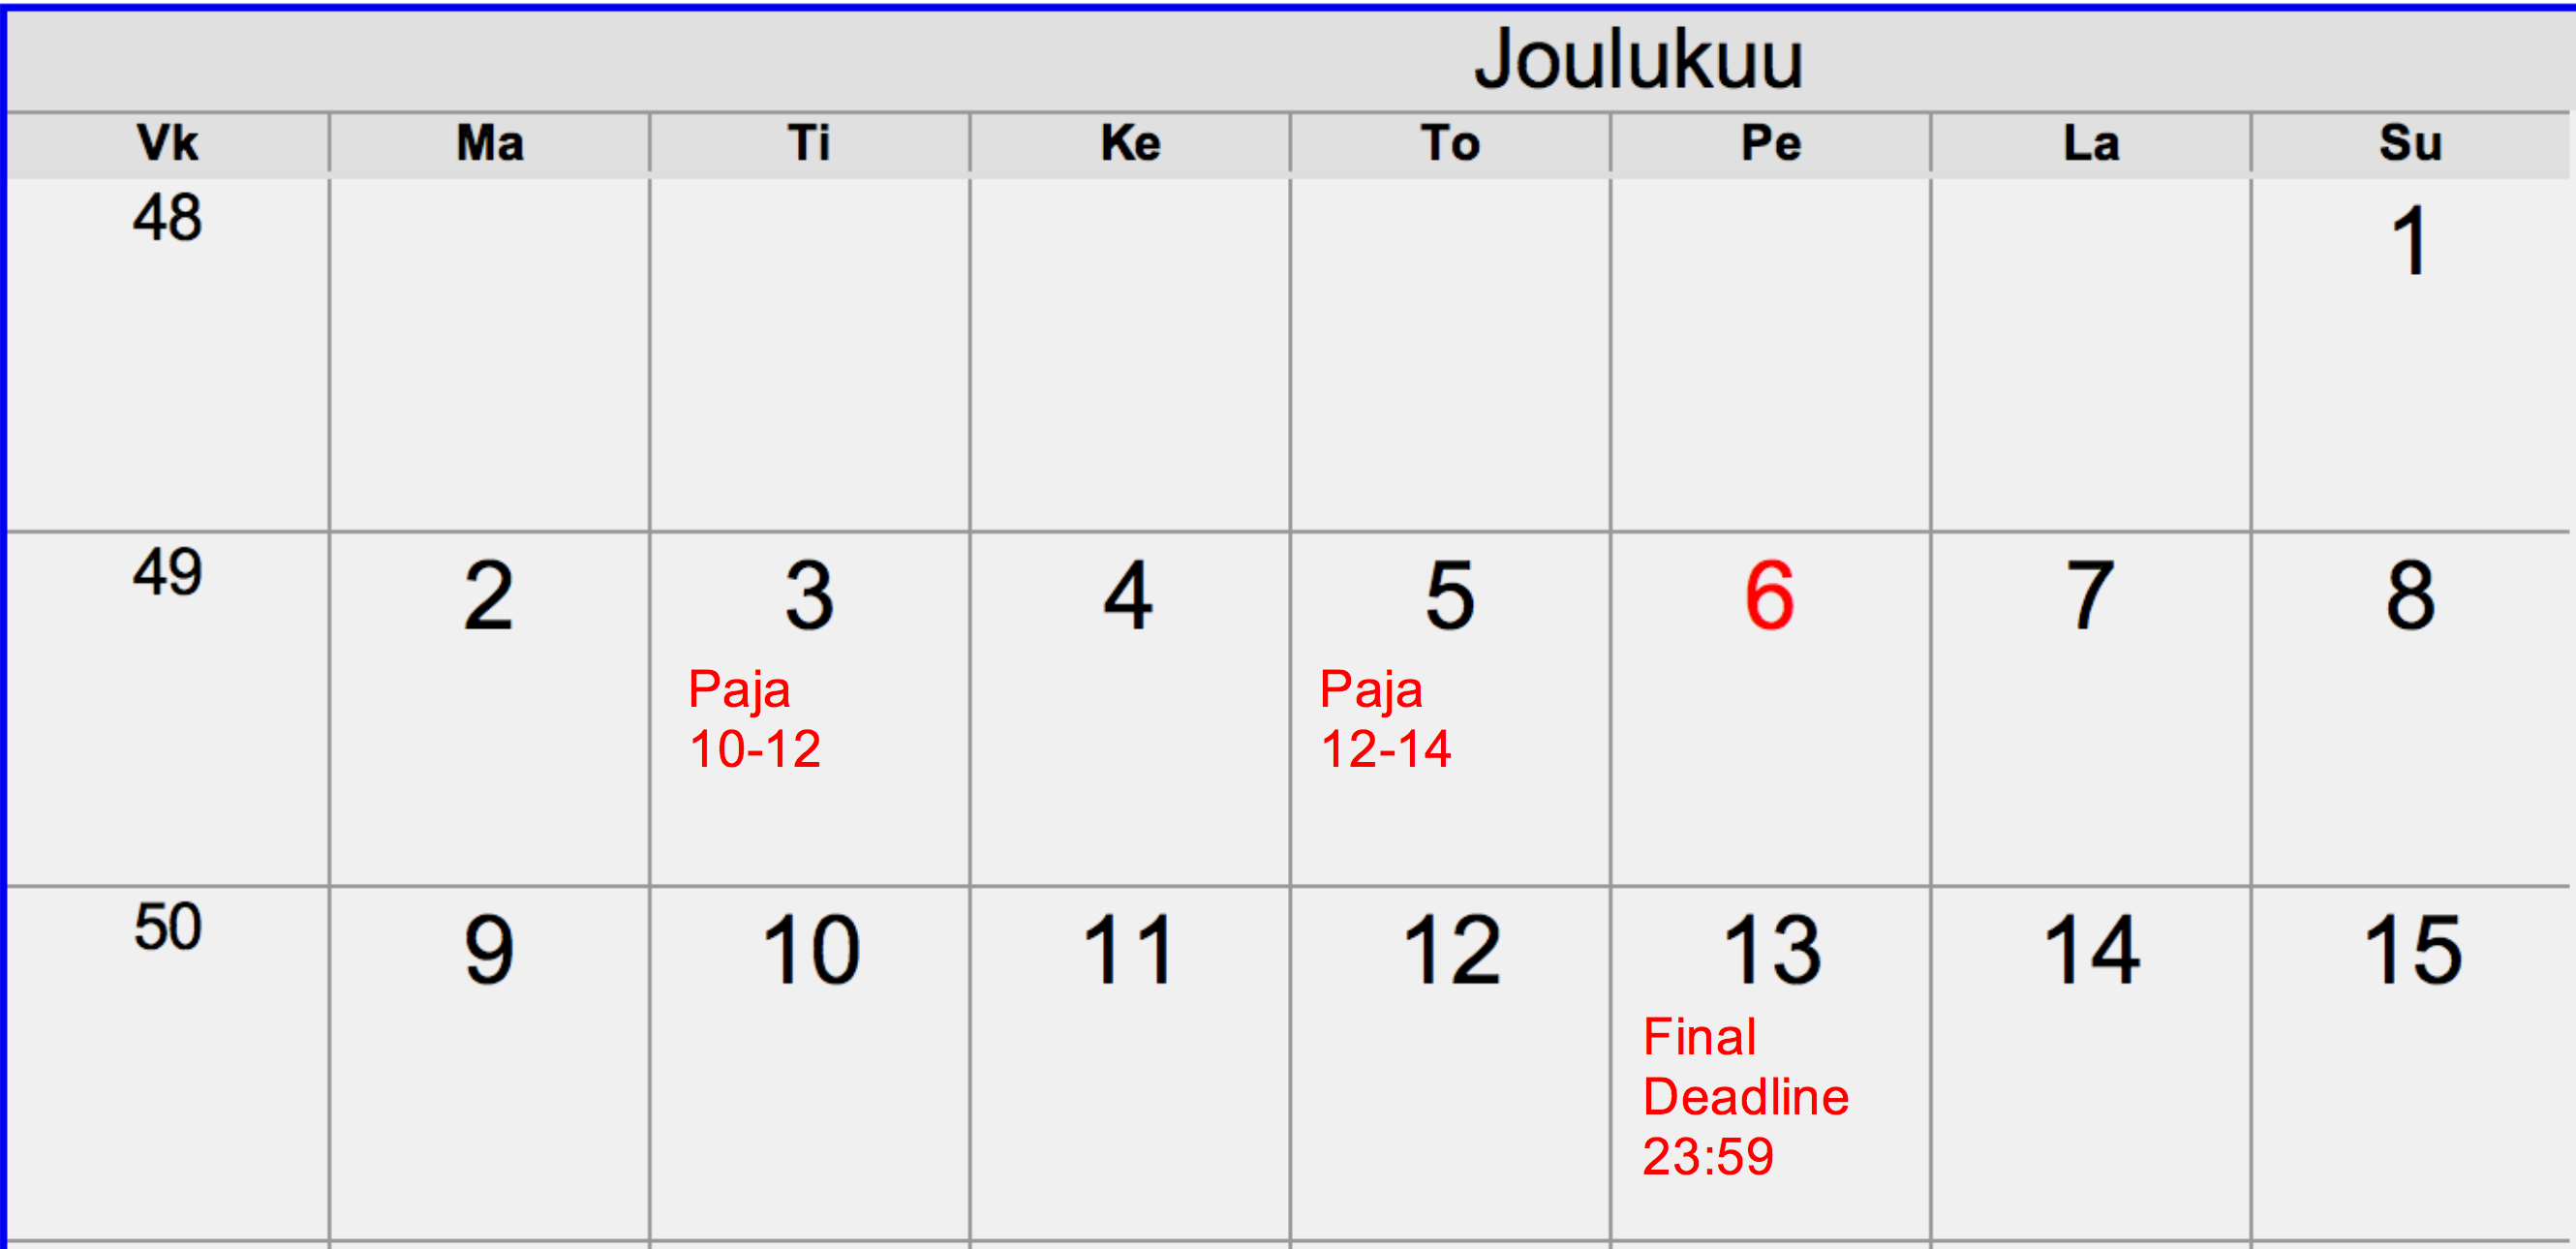 Joulukuu
Vk Ma Ti Ke To Pe La Su
48 1
49 2 3 4 5 6 7 8
Paja Paja
10-12 12-14
50 9 10 11 12 13 14 15
Final
Deadline
23:59